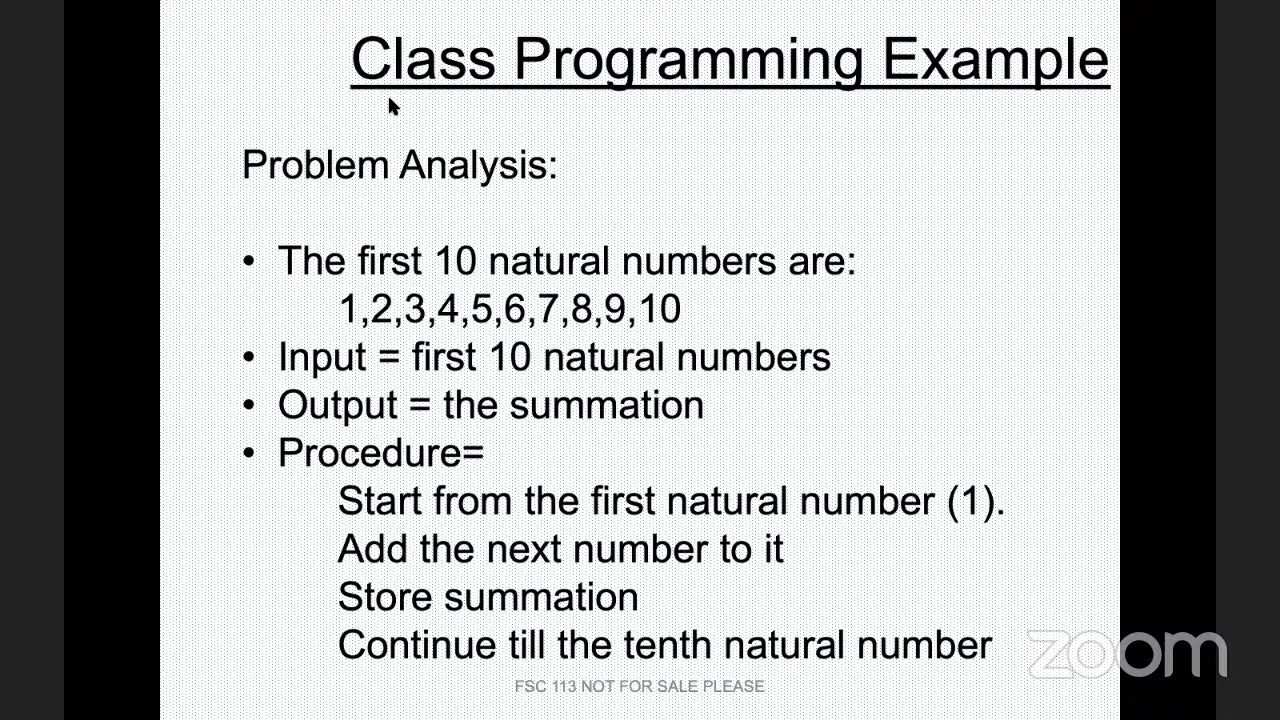 Class Programming Example
Problem Analysis:
• The first 10 natural numbers are:
1,2,3,4,5,6,7,8,9,10
• Input = first 10 natural numbers
• Output = the summation
• Procedure=
Start from the first natural number (1).
Add the next number to it
Store summation
Continue till the tenth natural number
zoom
FSC 113 NOT FOR SALE PLEASE